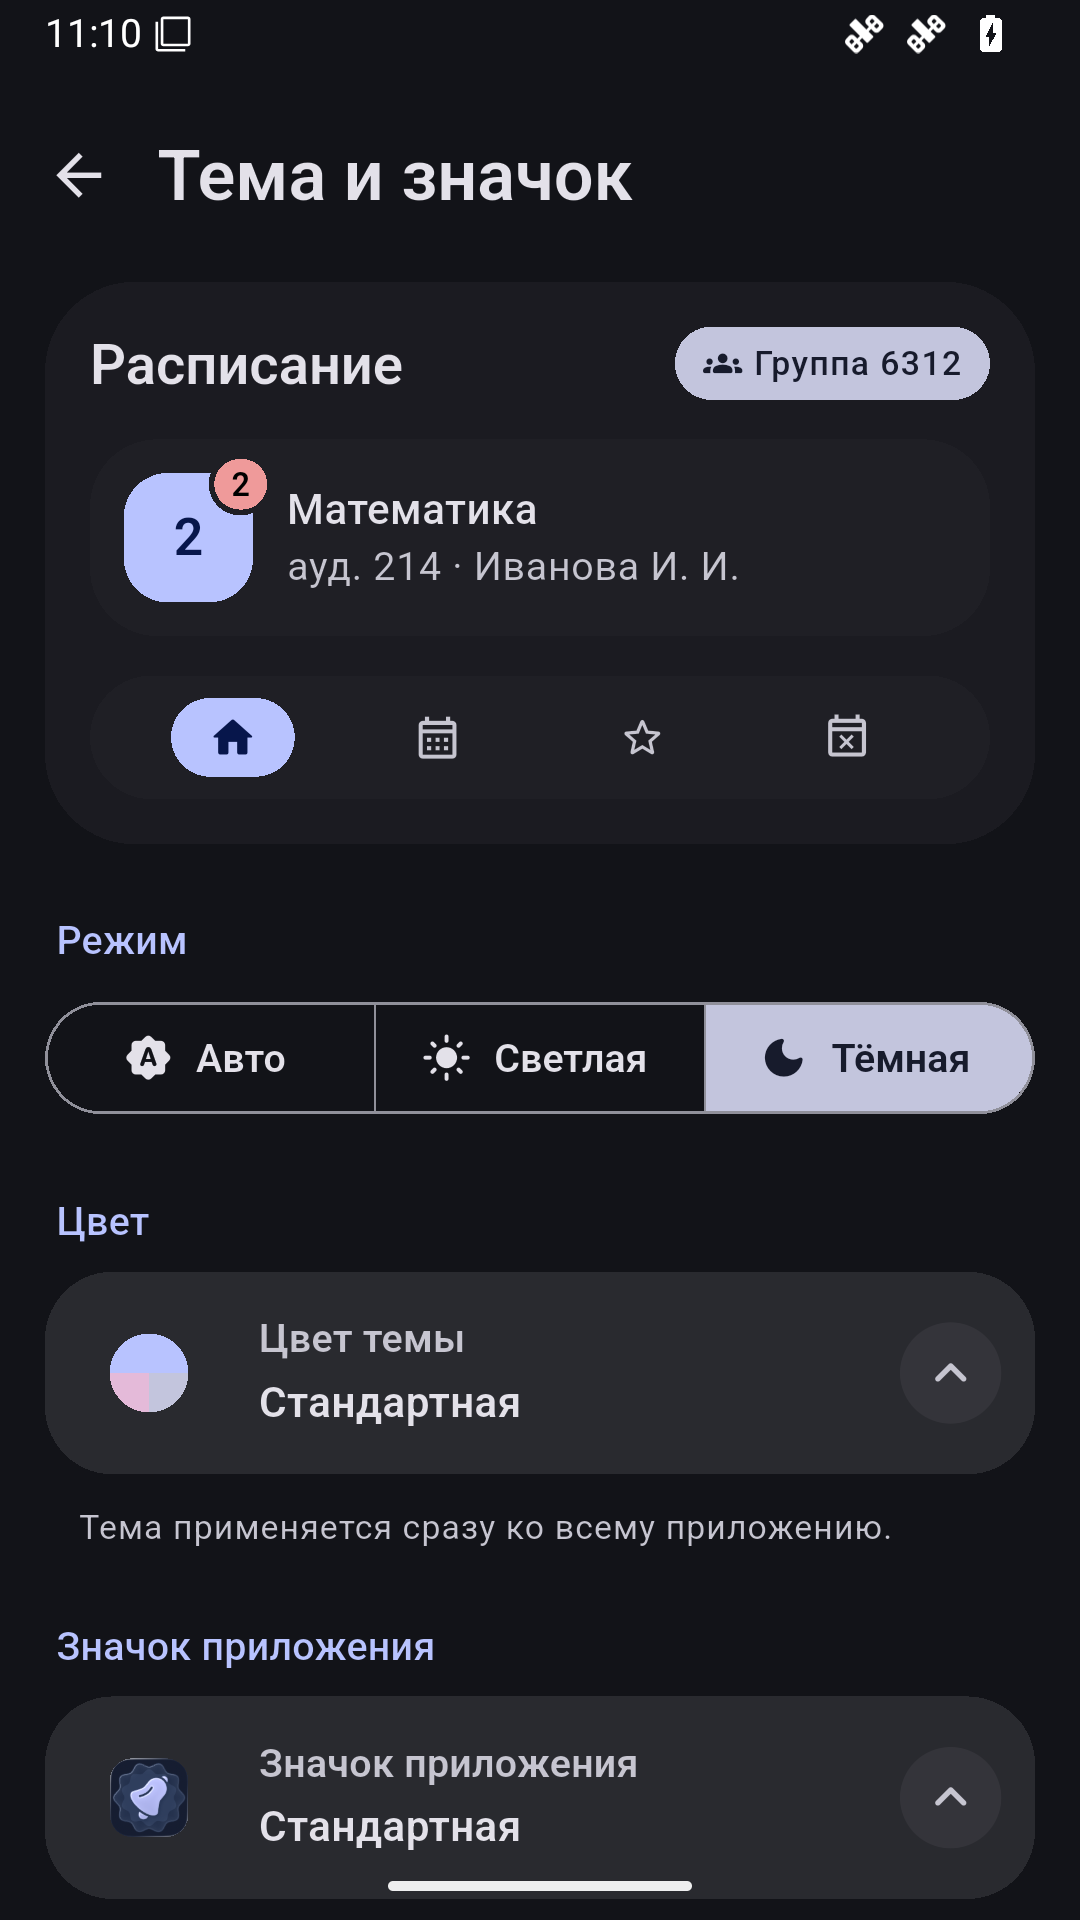 11:10
Тема и значок
Расписание
Группа 6312
2
2
Математика
ауд. 214 · Иванова И. И.
Режим
A Авто
Светлая
Тёмная
Цвет
Цвет темы
Стандартная
Тема применяется сразу ко всему приложению.
Значок приложения
Значок приложения
Стандартная